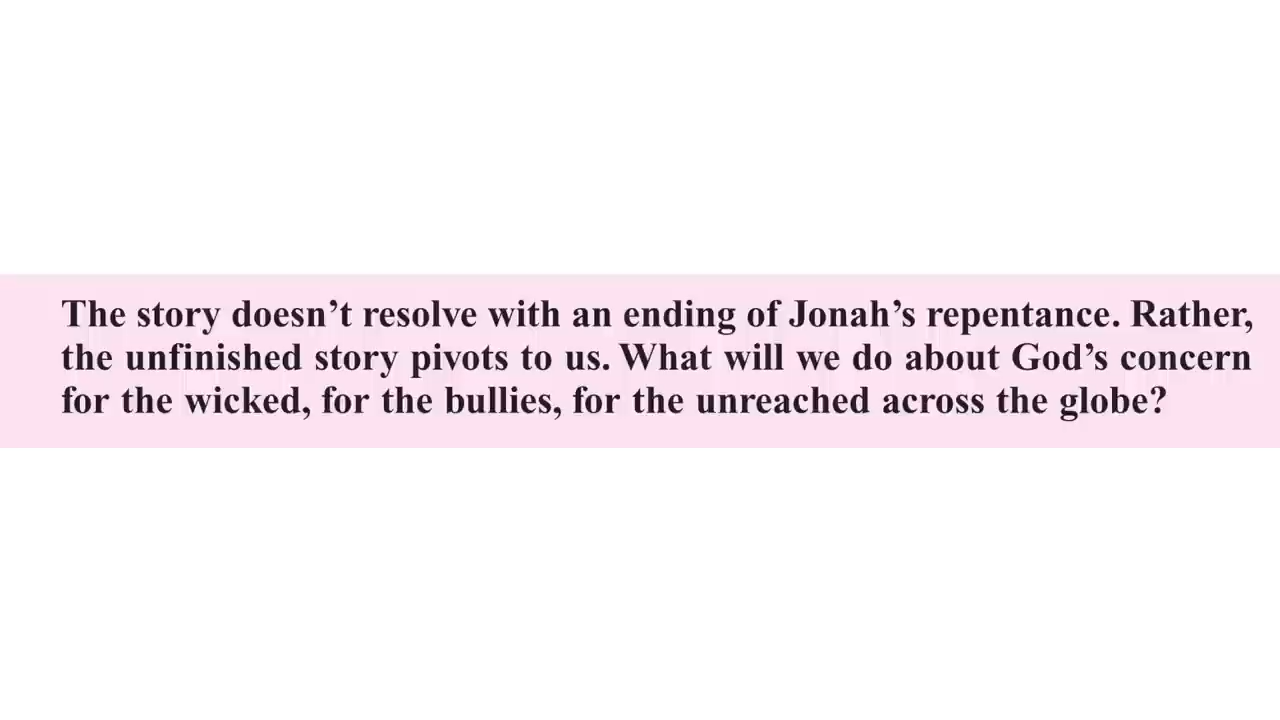 The story doesn’t resolve with an ending of Jonah’s repentance. Rather,
the unfinished story pivots to us. What will we do about God’s concern
for the wicked, for the bullies, for the unreached across the globe?